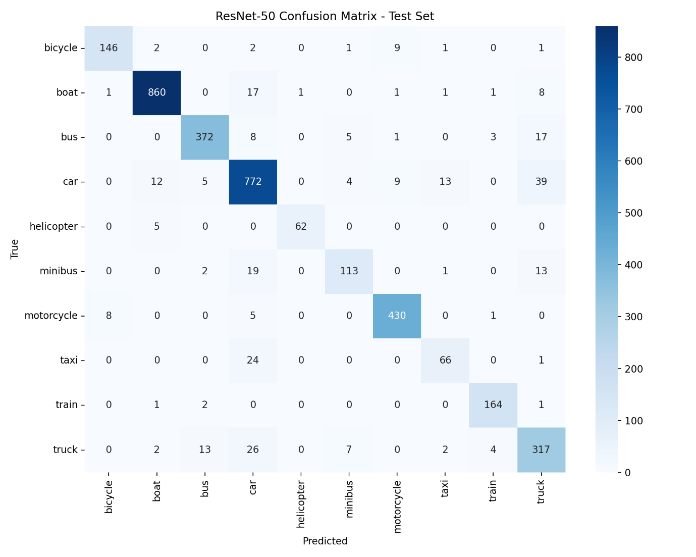 ResNet-50 Confusion Matrix - Test Set
bicycle 146 2 0 2 0 1 9 1 0 1
boat 1 860 0 17 1 0 1 1 1 8
bus 0 0 372 8 0 5 1 0 3 17
car 0 12 5 772 0 4 9 13 0 39
helicopter 0 5 0 0 62 0 0 0 0 0
minibus 0 0 2 19 0 113 0 1 0 13
motorcycle 8 0 0 5 0 0 430 0 1 0
taxi 0 0 0 24 0 0 0 66 0 1
train 0 1 2 0 0 0 0 0 164 1
truck 0 2 13 26 0 7 0 2 4 317
bicycle boat bus car helicopter minibus motorcycle taxi train truck
Predicted
True
800
700
600
500
400
300
200
100
0